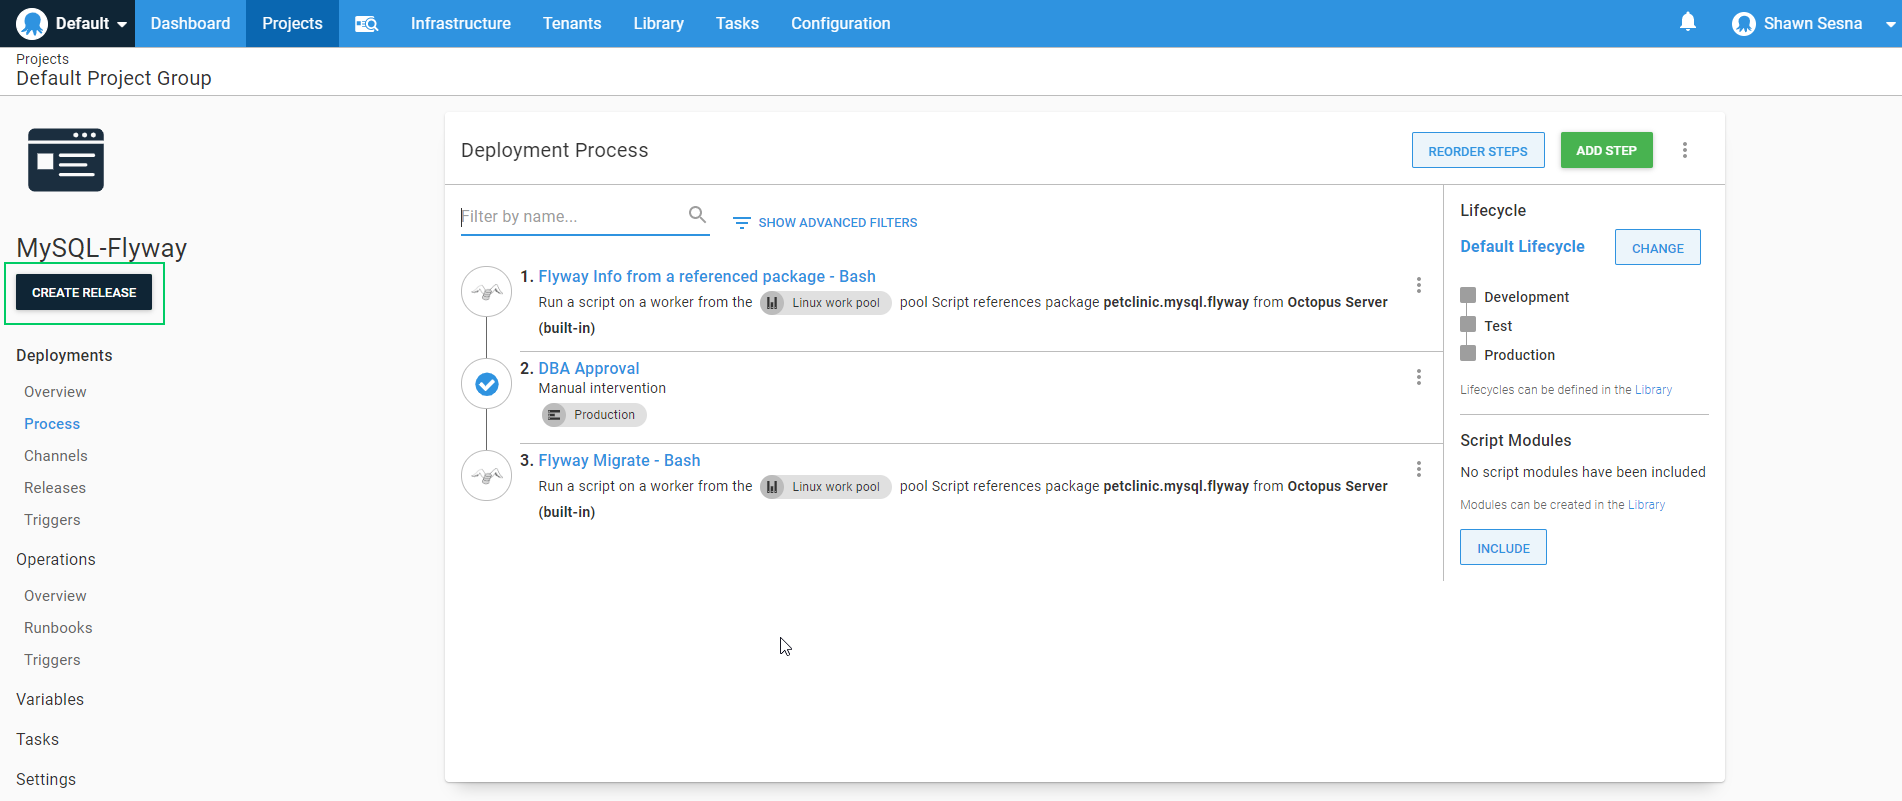 Default Dashboard Projects Infrastructure Tenants Library Tasks Configuration Shawn Sesna
Projects
Default Project Group
MySQL-Flyway
CREATE RELEASE
Deployments
Overview
Process
Channels
Releases
Triggers
Operations
Overview
Runbooks
Triggers
Variables
Tasks
Settings
Deployment Process
REORDER STEPS
ADD STEP
Filter by name...
SHOW ADVANCED FILTERS
1. Flyway Info from a referenced package - Bash
Run a script on a worker from the Linux work pool pool Script references package petclinic.mysql.flyway from Octopus Server
(built-in)
2. DBA Approval
Manual intervention
Production
3. Flyway Migrate - Bash
Run a script on a worker from the Linux work pool pool Script references package petclinic.mysql.flyway from Octopus Server
(built-in)
Lifecycle
Default Lifecycle
CHANGE
Development
Test
Production
Lifecycles can be defined in the Library
Script Modules
No script modules have been included
Modules can be created in the Library
INCLUDE